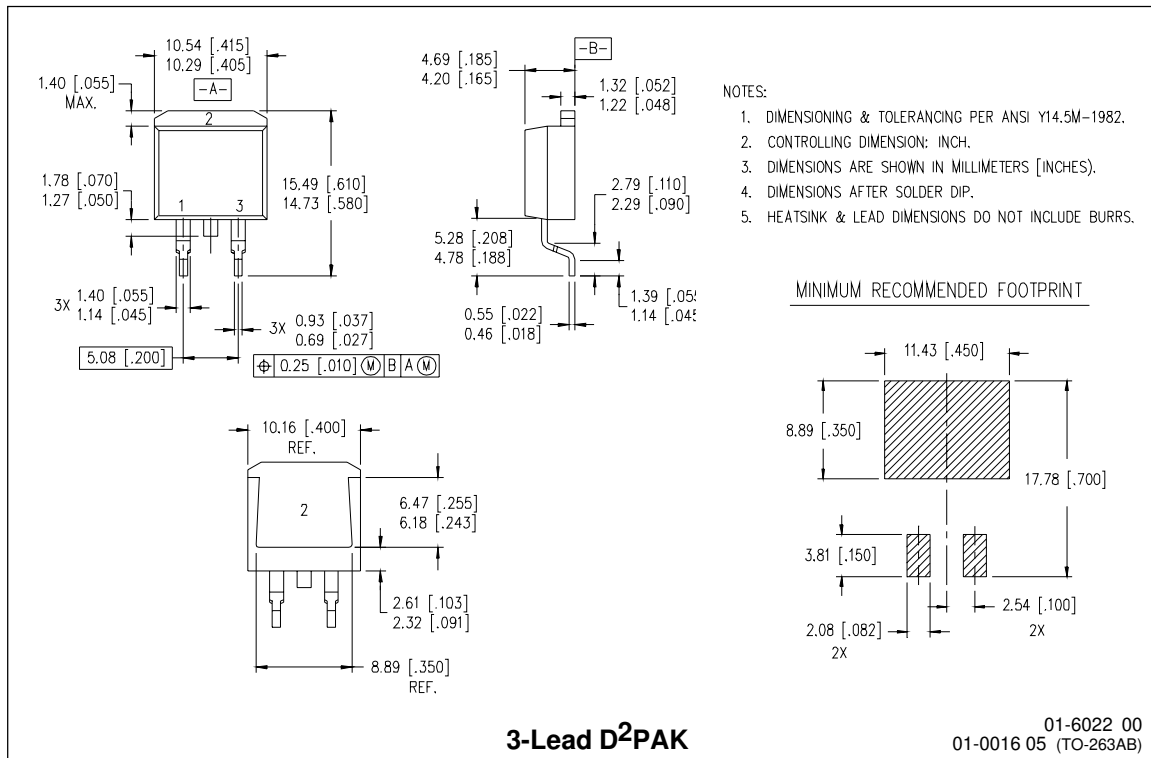 10.54 [.415]
10.29 [.405]
-A-
1.40 [.055]
MAX.
2
1.78 [.070]
1.27 [.050]
1
3
15.49 [.610]
14.73 [.580]
3X 1.40 [.055]
1.14 [.045]
3X 0.93 [.037]
0.69 [.027]
5.08 [.200]
⌖ 0.25 [.010] Ⓜ B A Ⓜ
-B-
4.69 [.185]
4.20 [.165]
1.32 [.052]
1.22 [.048]
2.79 [.110]
2.29 [.090]
5.28 [.208]
4.78 [.188]
0.55 [.022]
0.46 [.018]
1.39 [.055
1.14 [.045
10.16 [.400]
REF.
2
6.47 [.255]
6.18 [.243]
2.61 [.103]
2.32 [.091]
8.89 [.350]
REF.
NOTES:
1. DIMENSIONING & TOLERANCING PER ANSI Y14.5M-1982.
2. CONTROLLING DIMENSION: INCH.
3. DIMENSIONS ARE SHOWN IN MILLIMETERS [INCHES].
4. DIMENSIONS AFTER SOLDER DIP.
5. HEATSINK & LEAD DIMENSIONS DO NOT INCLUDE BURRS.
MINIMUM RECOMMENDED FOOTPRINT
11.43 [.450]
8.89 [.350]
17.78 [.700]
3.81 [.150]
2.08 [.082]
2X
2.54 [.100]
2X
3-Lead D²PAK
01-6022 00
01-0016 05 (TO-263AB)